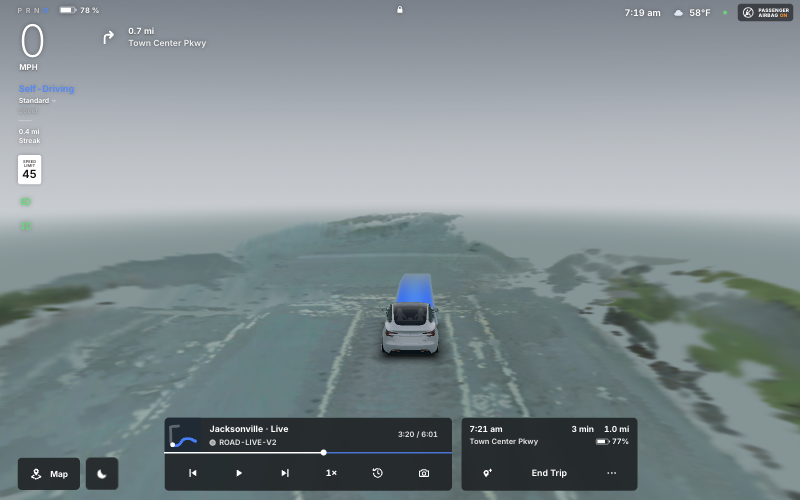 P R N D
78 %
7:19 am
58°F
PASSENGER
AIRBAG ON
0
MPH
0.7 mi
Town Center Pkwy
Self-Driving
Standard
0.4 mi
Streak
SPEED
LIMIT
45
Jacksonville · Live
ROAD-LIVE-V2
3:20 / 6:01
1×
7:21 am
3 min
1.0 mi
Town Center Pkwy
77%
End Trip
Map